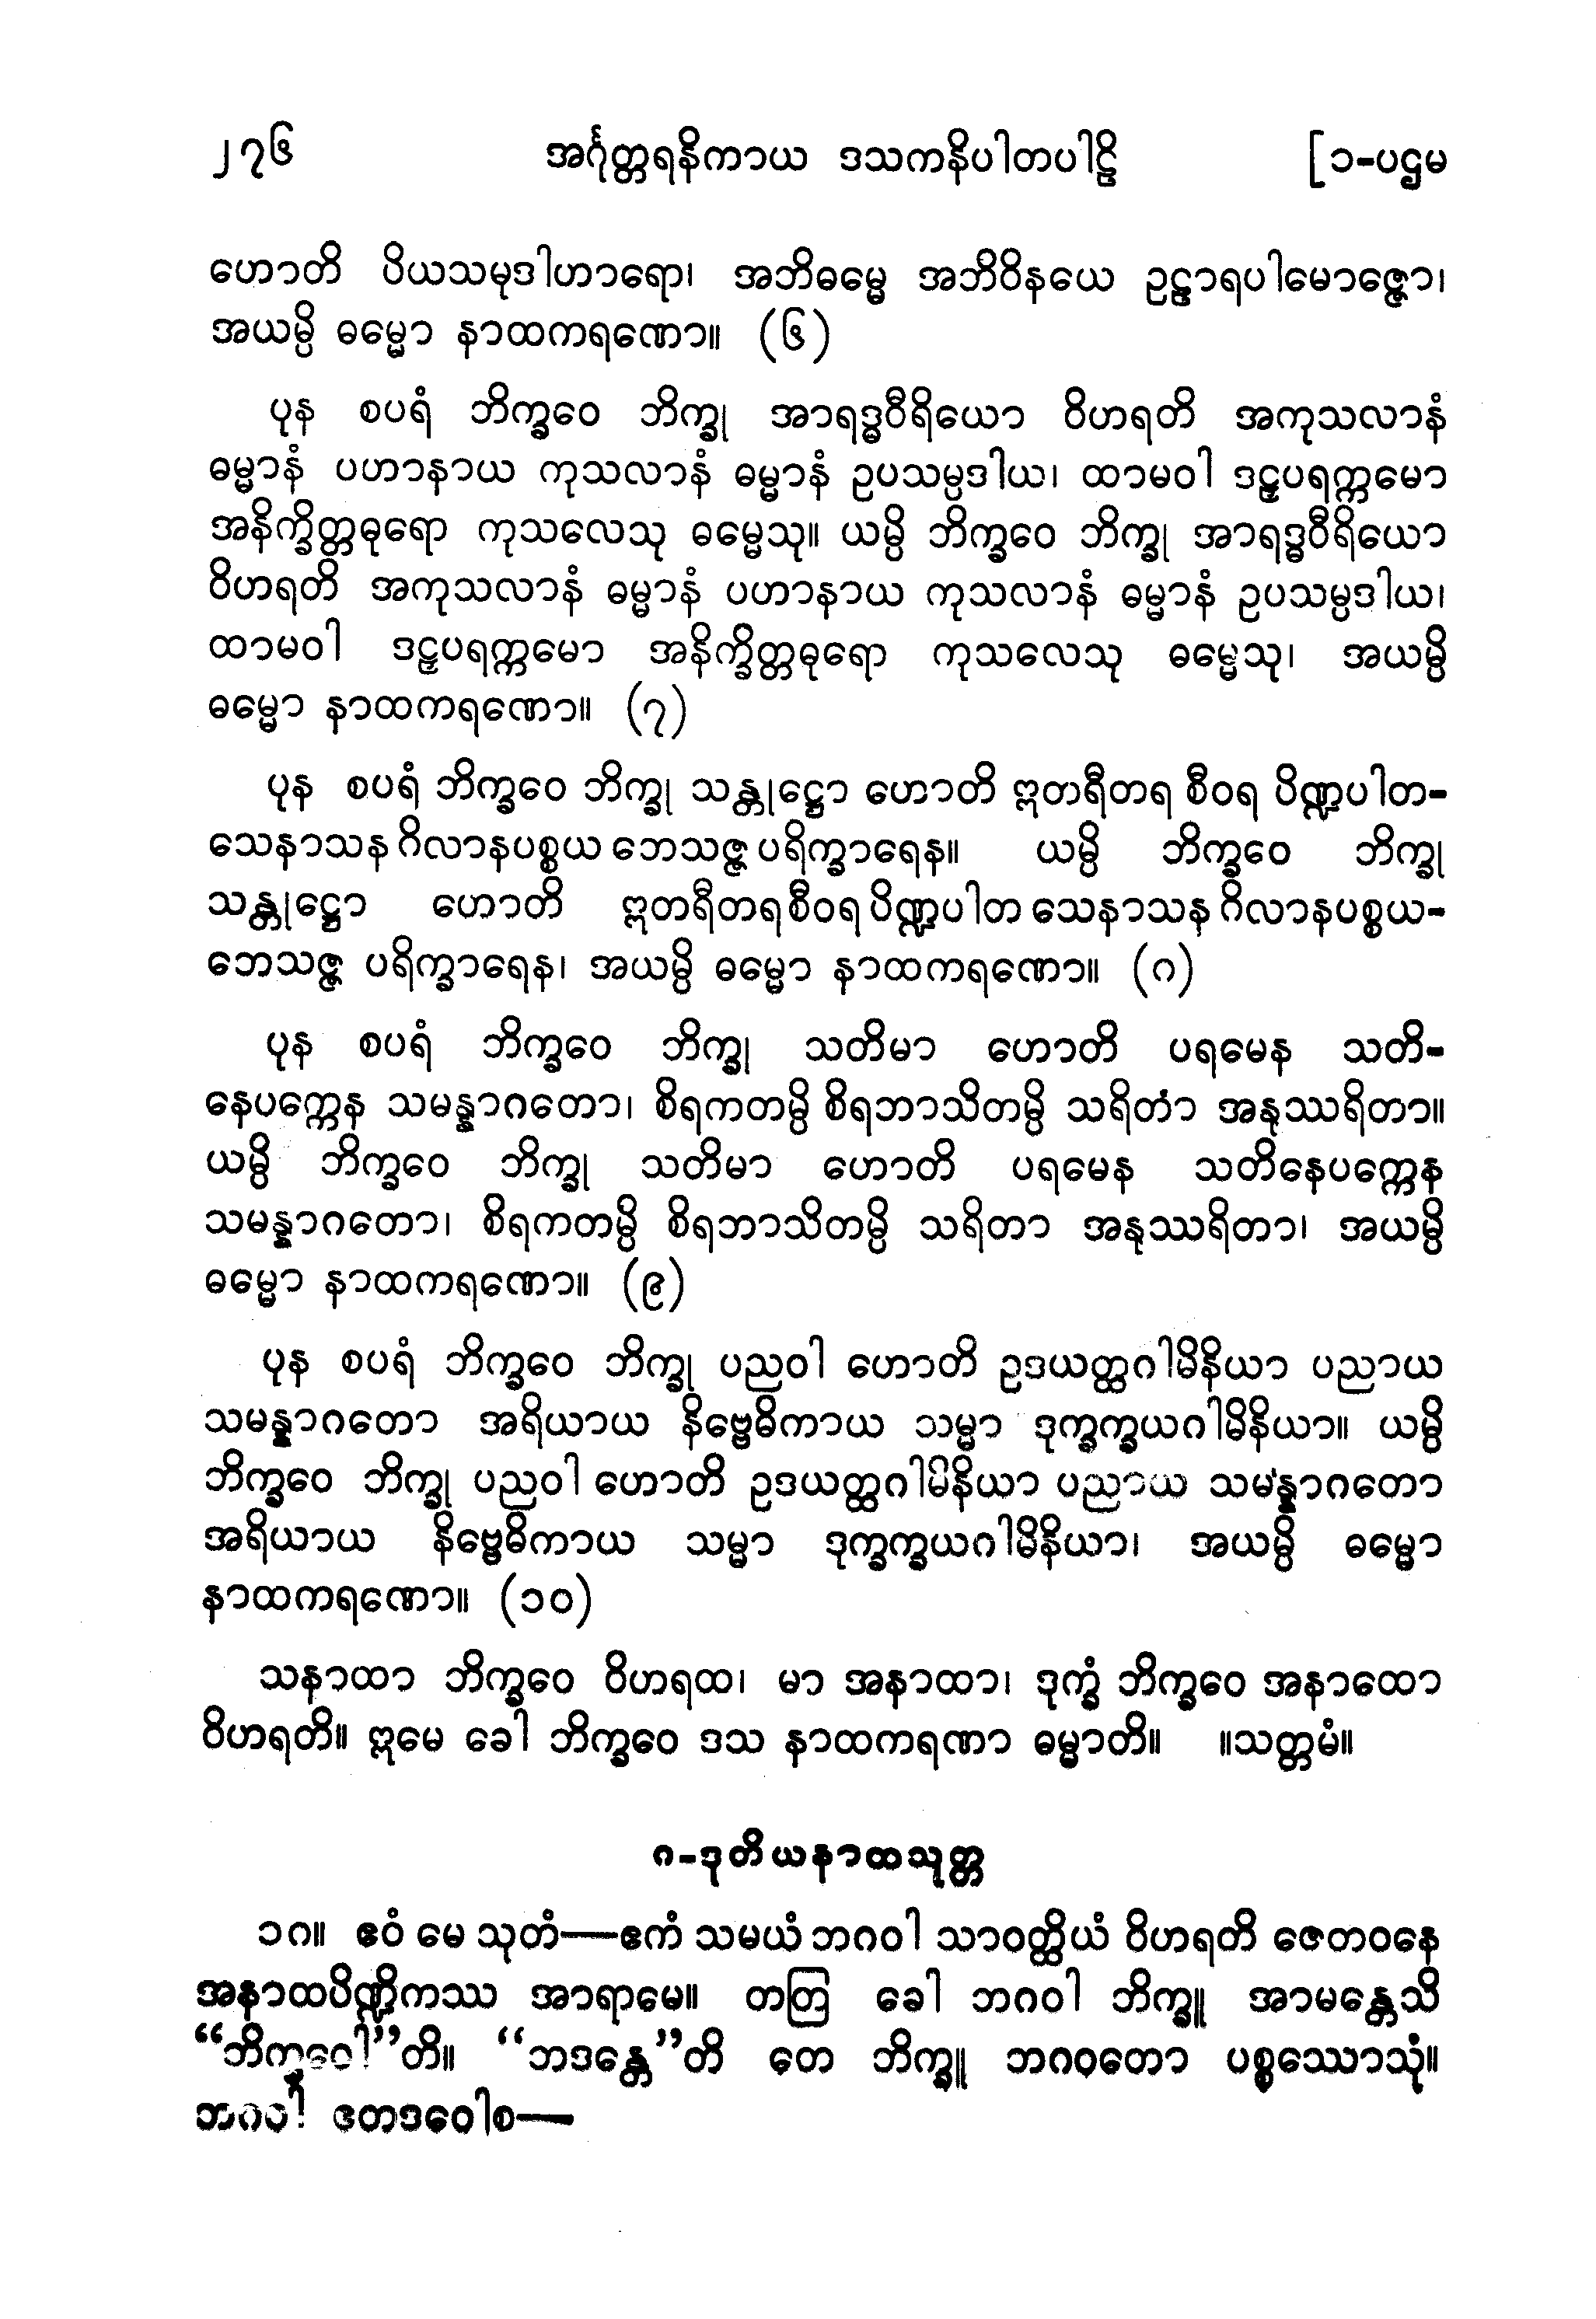 ၂၇၆ အင်္ဂုတ္တရနိကာယ ဒသကနိပါတပါဠိ [၁-ပဌမ
ဟောတိ ပိယသမုဒါဟာရော၊ အဘိဓမ္မေ အဘိဝိနယေ ဥဠာရပါမောဇ္ဇော၊
အယမ္ပိ ဓမ္မော နာထကရဏော။ (၆)
ပုန စပရံ ဘိက္ခဝေ ဘိက္ခု အာရဒ္ဓဝီရိယော ဝိဟရတိ အကုသလာနံ
ဓမ္မာနံ ပဟာနာယ ကုသလာနံ ဓမ္မာနံ ဥပသမ္ပဒါယ၊ ထာမဝါ ဒဠှပရက္ကမော
အနိက္ခိတ္တဓုရော ကုသလေသု ဓမ္မေသု။ ယမ္ပိ ဘိက္ခဝေ ဘိက္ခု အာရဒ္ဓဝီရိယော
ဝိဟရတိ အကုသလာနံ ဓမ္မာနံ ပဟာနာယ ကုသလာနံ ဓမ္မာနံ ဥပသမ္ပဒါယ၊
ထာမဝါ ဒဠှပရက္ကမော အနိက္ခိတ္တဓုရော ကုသလေသု ဓမ္မေသု၊ အယမ္ပိ
ဓမ္မော နာထကရဏော။ (၇)
ပုန စပရံ ဘိက္ခဝေ ဘိက္ခု သန္တုဋ္ဌော ဟောတိ ဣတရီတရ စီဝရ ပိဏ္ဍပါတ-
သေနာသန ဂိလာနပစ္စယ ဘေသဇ္ဇ ပရိက္ခာရေန။ ယမ္ပိ ဘိက္ခဝေ ဘိက္ခု
သန္တုဋ္ဌော ဟောတိ ဣတရီတရစီဝရ ပိဏ္ဍပါတ သေနာသန ဂိလာနပစ္စယ-
ဘေသဇ္ဇ ပရိက္ခာရေန၊ အယမ္ပိ ဓမ္မော နာထကရဏော။ (၈)
ပုန စပရံ ဘိက္ခဝေ ဘိက္ခု သတိမာ ဟောတိ ပရမေန သတိ-
နေပက္ကေန သမန္နာဂတော၊ စိရကတမ္ပိ စိရဘာသိတမ္ပိ သရိတာ အနုဿရိတာ။
ယမ္ပိ ဘိက္ခဝေ ဘိက္ခု သတိမာ ဟောတိ ပရမေန သတိနေပက္ကေန
သမန္နာဂတော၊ စိရကတမ္ပိ စိရဘာသိတမ္ပိ သရိတာ အနုဿရိတာ၊ အယမ္ပိ
ဓမ္မော နာထကရဏော။ (၉)
ပုန စပရံ ဘိက္ခဝေ ဘိက္ခု ပညဝါ ဟောတိ ဥဒယတ္ထဂါမိနိယာ ပညာယ
သမန္နာဂတော အရိယာယ နိဗ္ဗေဓိကာယ သမ္မာ ဒုက္ခက္ခယဂါမိနိယာ။ ယမ္ပိ
ဘိက္ခဝေ ဘိက္ခု ပညဝါ ဟောတိ ဥဒယတ္ထဂါမိနိယာ ပညာယ သမန္နာဂတော
အရိယာယ နိဗ္ဗေဓိကာယ သမ္မာ ဒုက္ခက္ခယဂါမိနိယာ၊ အယမ္ပိ ဓမ္မော
နာထကရဏော။ (၁၀)
သနာထာ ဘိက္ခဝေ ဝိဟရထ၊ မာ အနာထာ၊ ဒုက္ခံ ဘိက္ခဝေ အနာထော
ဝိဟရတိ။ ဣမေ ခေါ ဘိက္ခဝေ ဒသ နာထကရဏာ ဓမ္မာတိ။ ။သတ္တမံ။
၈-ဒုတိယနာထသုတ္တ
၁၈။ ဧဝံ မေ သုတံ—ဧကံ သမယံ ဘဂဝါ သာဝတ္ထိယံ ဝိဟရတိ ဇေတဝနေ
အနာထပိဏ္ဍိကဿ အာရာမေ။ တတြ ခေါ ဘဂဝါ ဘိက္ခူ အာမန္တေသိ
“ဘိက္ခဝေါ”တိ။ “ဘဒန္တေ”တိ တေ ဘိက္ခူ ဘဂဝတော ပစ္စဿောသုံ။
ဘဂဝါ ဧတဒဝေါစ—